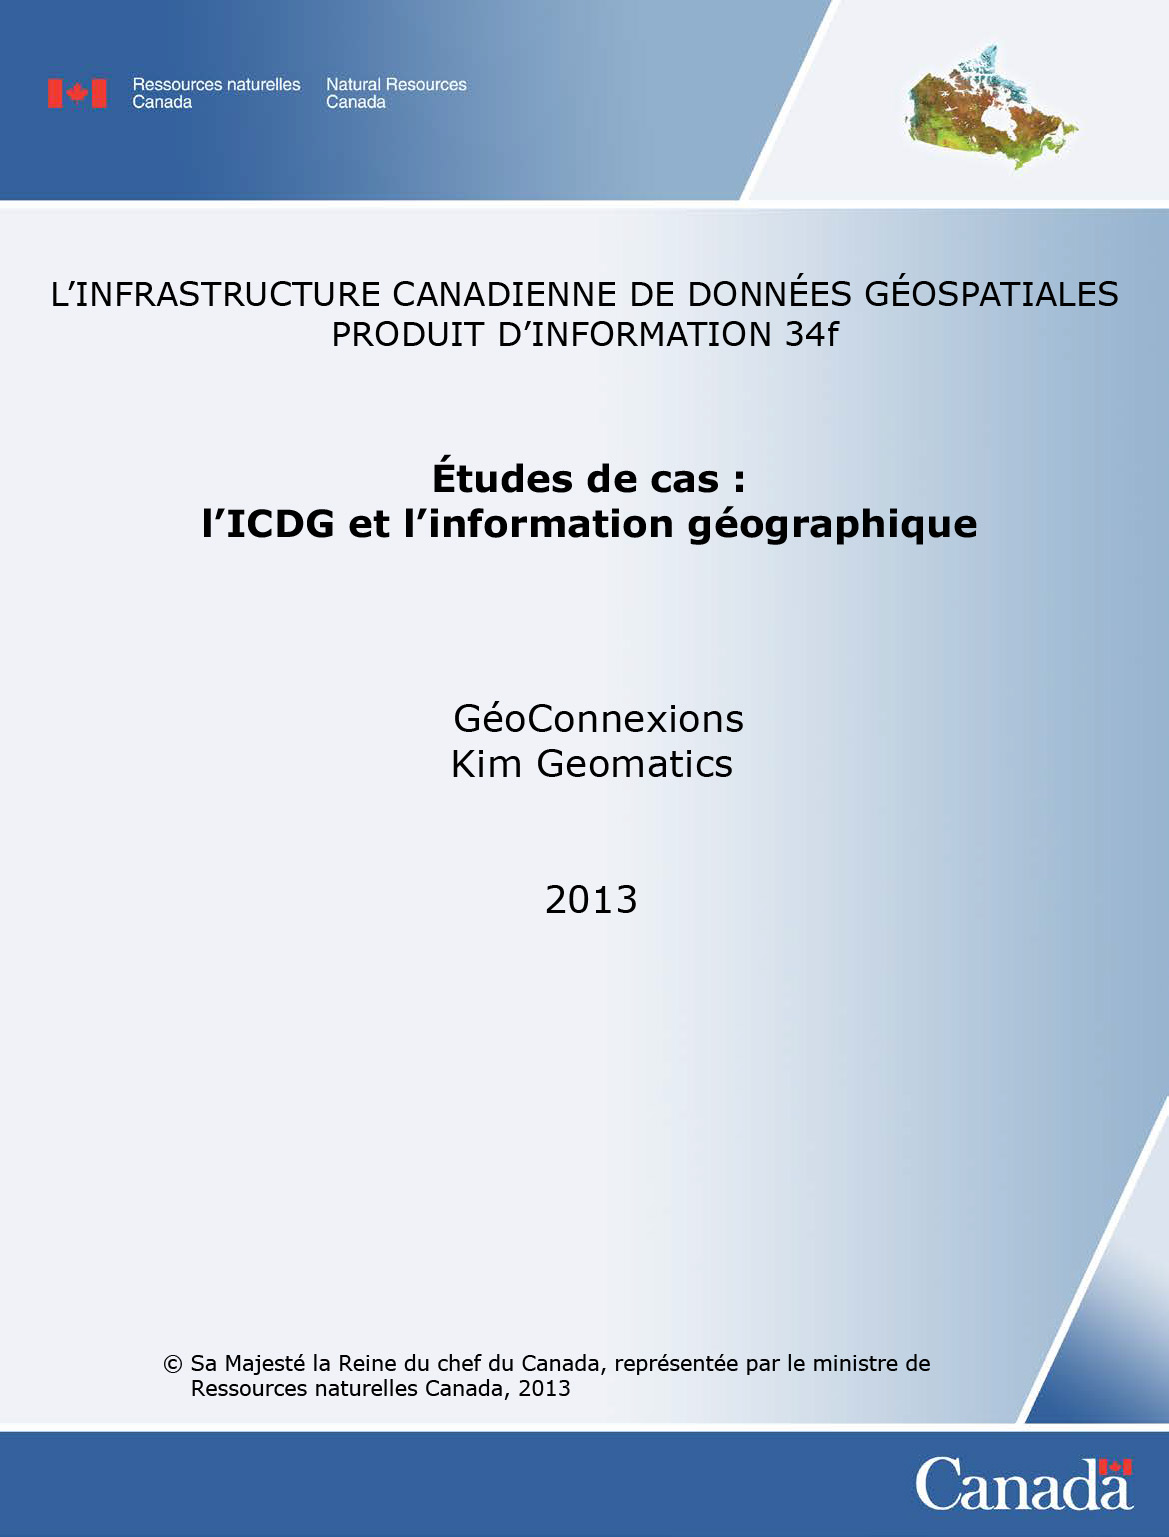 Ressources naturelles Canada
Natural Resources Canada
L’INFRASTRUCTURE CANADIENNE DE DONNÉES GÉOSPATIALES
PRODUIT D’INFORMATION 34f
Études de cas :
l’ICDG et l’information géographique
GéoConnexions
Kim Geomatics
2013
© Sa Majesté la Reine du chef du Canada, représentée par le ministre de
Ressources naturelles Canada, 2013
Canada